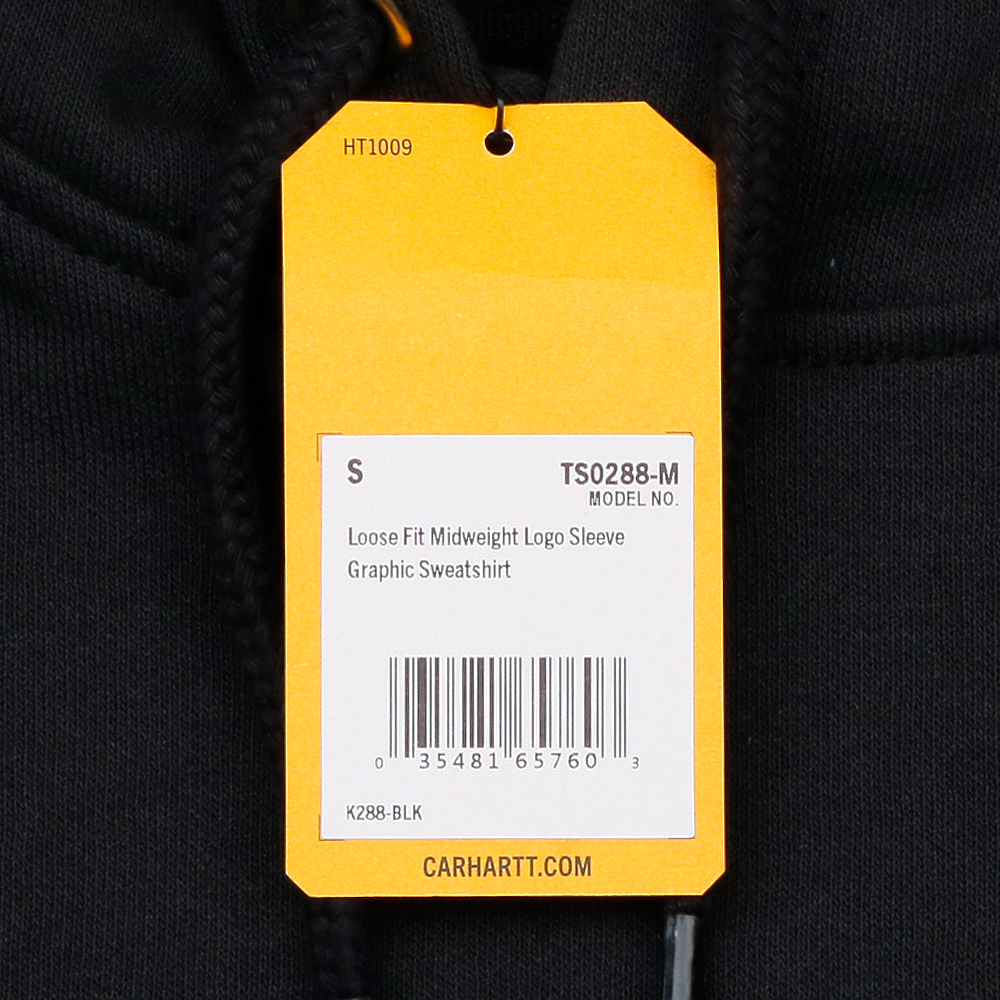 HT1009
S TS0288-M
MODEL NO.
Loose Fit Midweight Logo Sleeve
Graphic Sweatshirt
0 35481 65760 3
K288-BLK
CARHARTT.COM